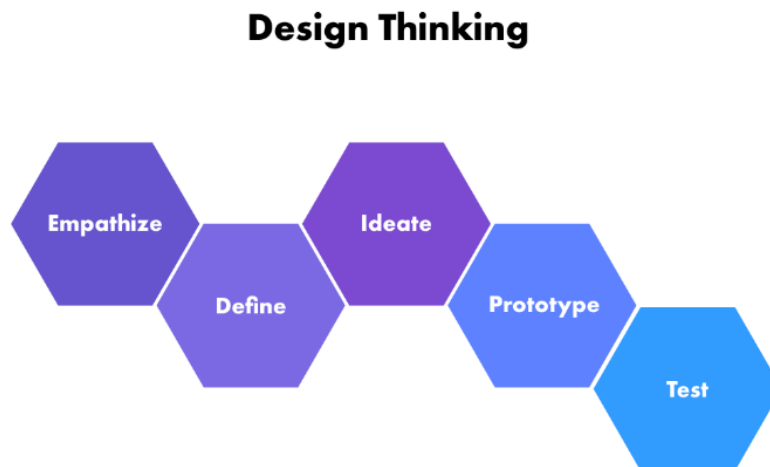 Design Thinking
Empathize
Define
Ideate
Prototype
Test